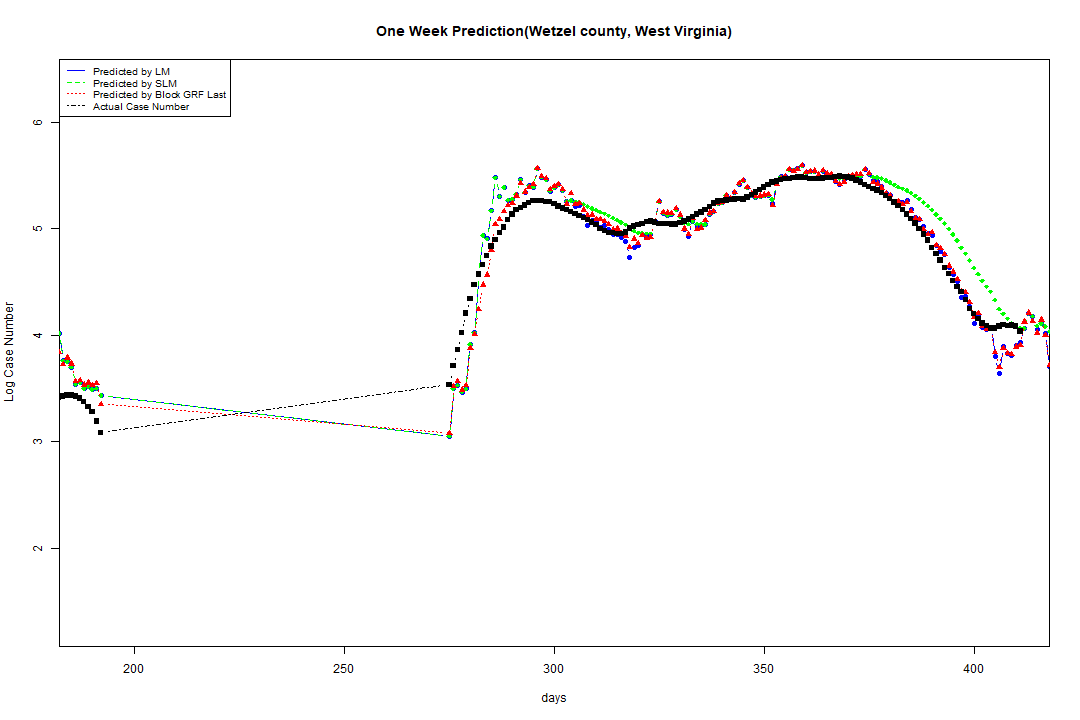 One Week Prediction(Wetzel county, West Virginia)
Predicted by LM
Predicted by SLM
Predicted by Block GRF Last
Actual Case Number
6
5
4
3
2
Log Case Number
200 250 300 350 400
days